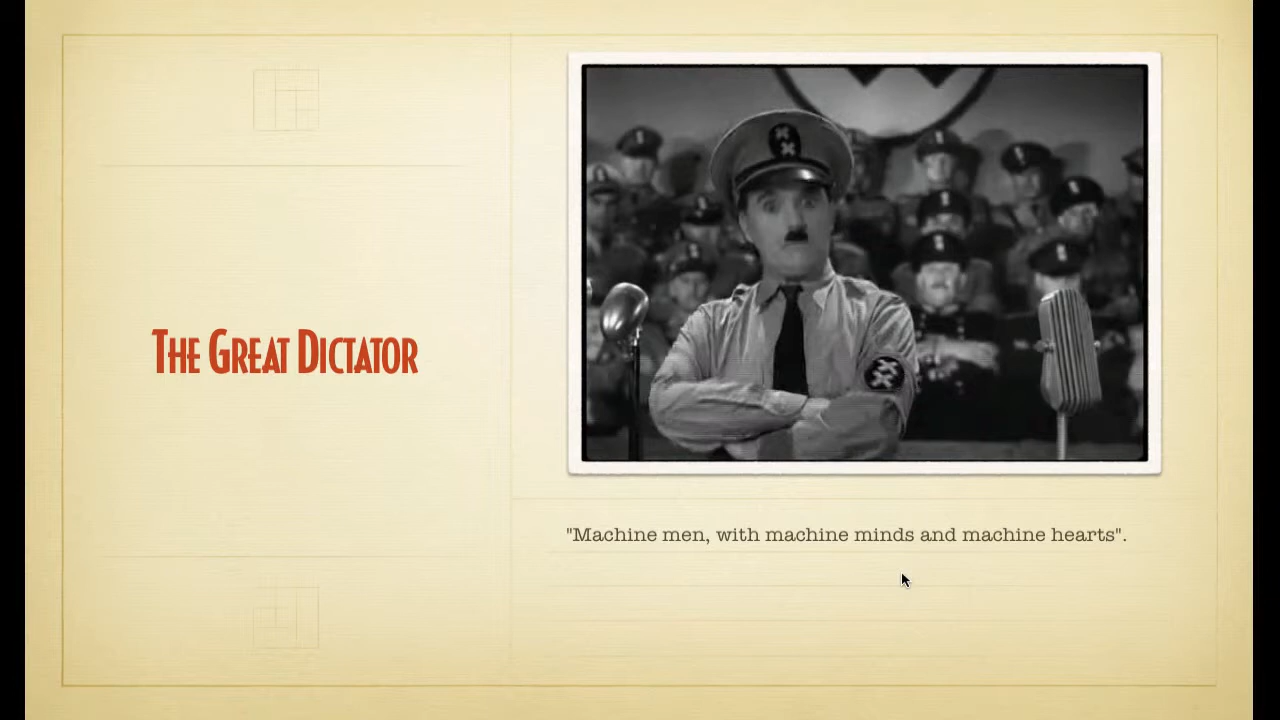 The Great Dictator
"Machine men, with machine minds and machine hearts".